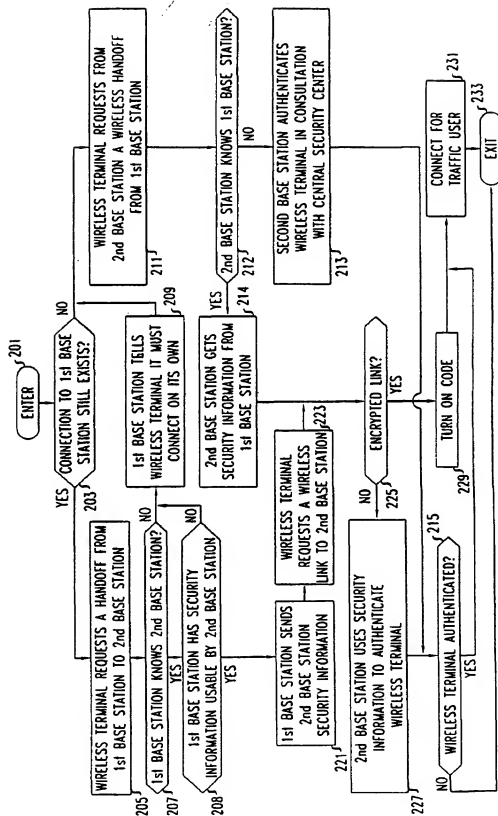 201
ENTER
CONNECTION TO 1st BASE
STATION STILL EXISTS?
203
YES
NO
WIRELESS TERMINAL REQUESTS A HANDOFF FROM
1st BASE STATION TO 2nd BASE STATION
205
1st BASE STATION KNOWS 2nd BASE STATION?
207
NO
YES
1st BASE STATION HAS SECURITY
INFORMATION USABLE BY 2nd BASE STATION
208
NO
YES
1st BASE STATION TELLS
WIRELESS TERMINAL IT MUST
CONNECT ON ITS OWN
209
WIRELESS TERMINAL REQUESTS FROM
2nd BASE STATION A WIRELESS HANDOFF
FROM 1st BASE STATION
211
2nd BASE STATION KNOWS 1st BASE STATION?
212
YES
NO
214
2nd BASE STATION GETS
SECURITY INFORMATION FROM
1st BASE STATION
SECOND BASE STATION AUTHENTICATES
WIRELESS TERMINAL IN CONSULTATION
WITH CENTRAL SECURITY CENTER
213
1st BASE STATION SENDS
2nd BASE STATION
SECURITY INFORMATION
221
WIRELESS TERMINAL
REQUESTS A WIRELESS
LINK TO 2nd BASE STATION
223
ENCRYPTED LINK?
225
NO
YES
2nd BASE STATION USES SECURITY
INFORMATION TO AUTHENTICATE
WIRELESS TERMINAL
227
WIRELESS TERMINAL AUTHENTICATED?
215
NO
YES
TURN ON CODE
229
CONNECT FOR
TRAFFIC USER
231
EXIT
233